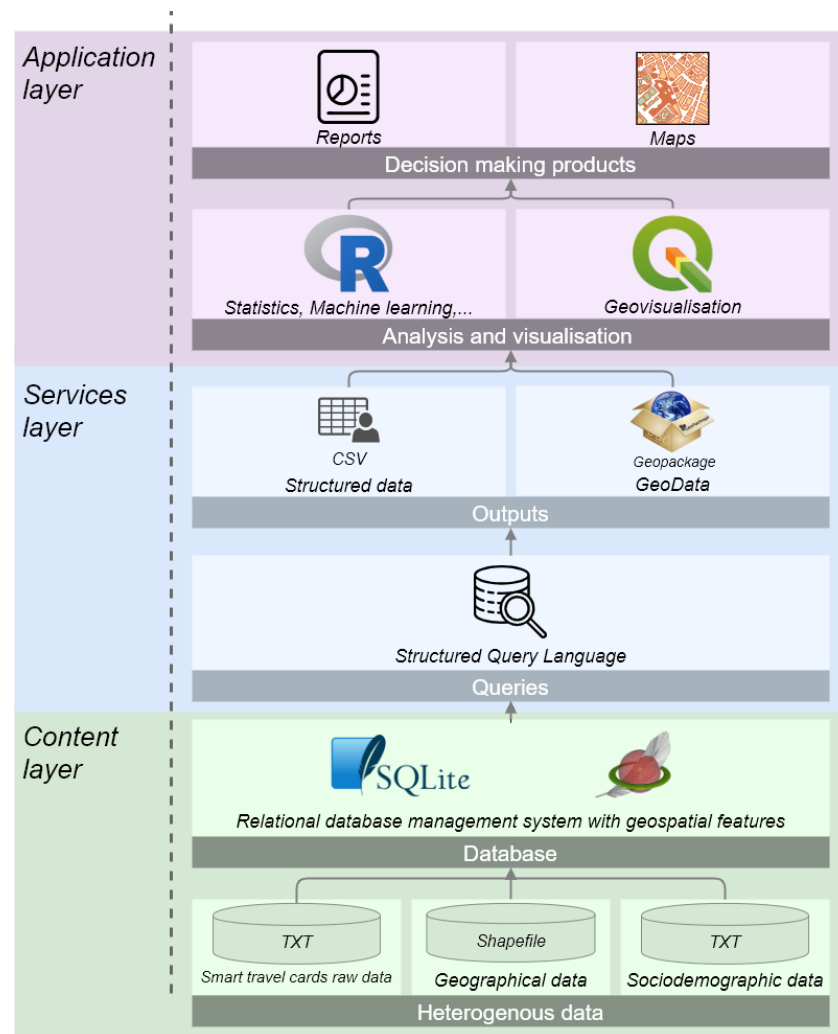 Application
layer
Reports
Maps
Decision making products
R
Statistics, Machine learning,...
Geovisualisation
Analysis and visualisation
Services
layer
CSV
Structured data
Geopackage
GeoData
Outputs
Structured Query Language
Queries
Content
layer
SQLite
Relational database management system with geospatial features
Database
TXT
Shapefile
TXT
Smart travel cards raw data
Geographical data
Sociodemographic data
Heterogenous data